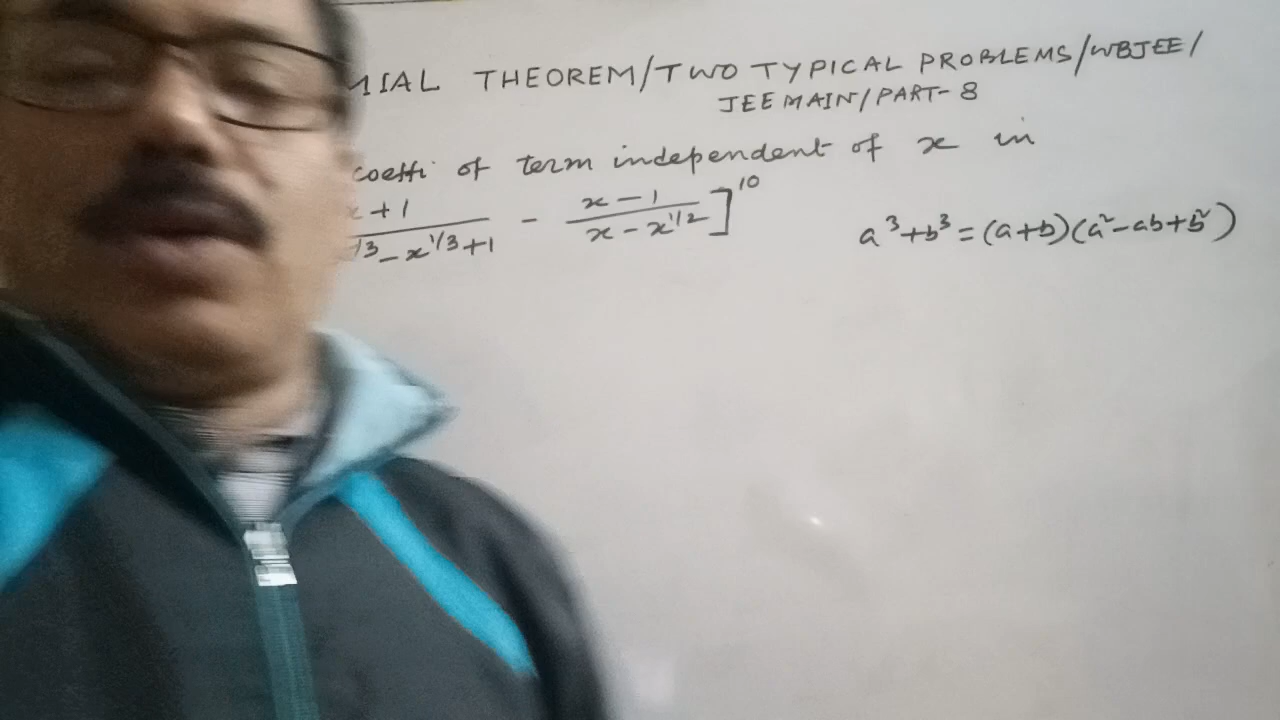 MIAL THEOREM/TWO TYPICAL PROBLEMS/WBJEE/
JEE MAIN/PART-8
coeffi of term independent of x in
x+1 / /3 - x^1/3 + 1 - x-1 / x-x^1/2 ]^10
a^3+b^3=(a+b)(a^2-ab+b^2)